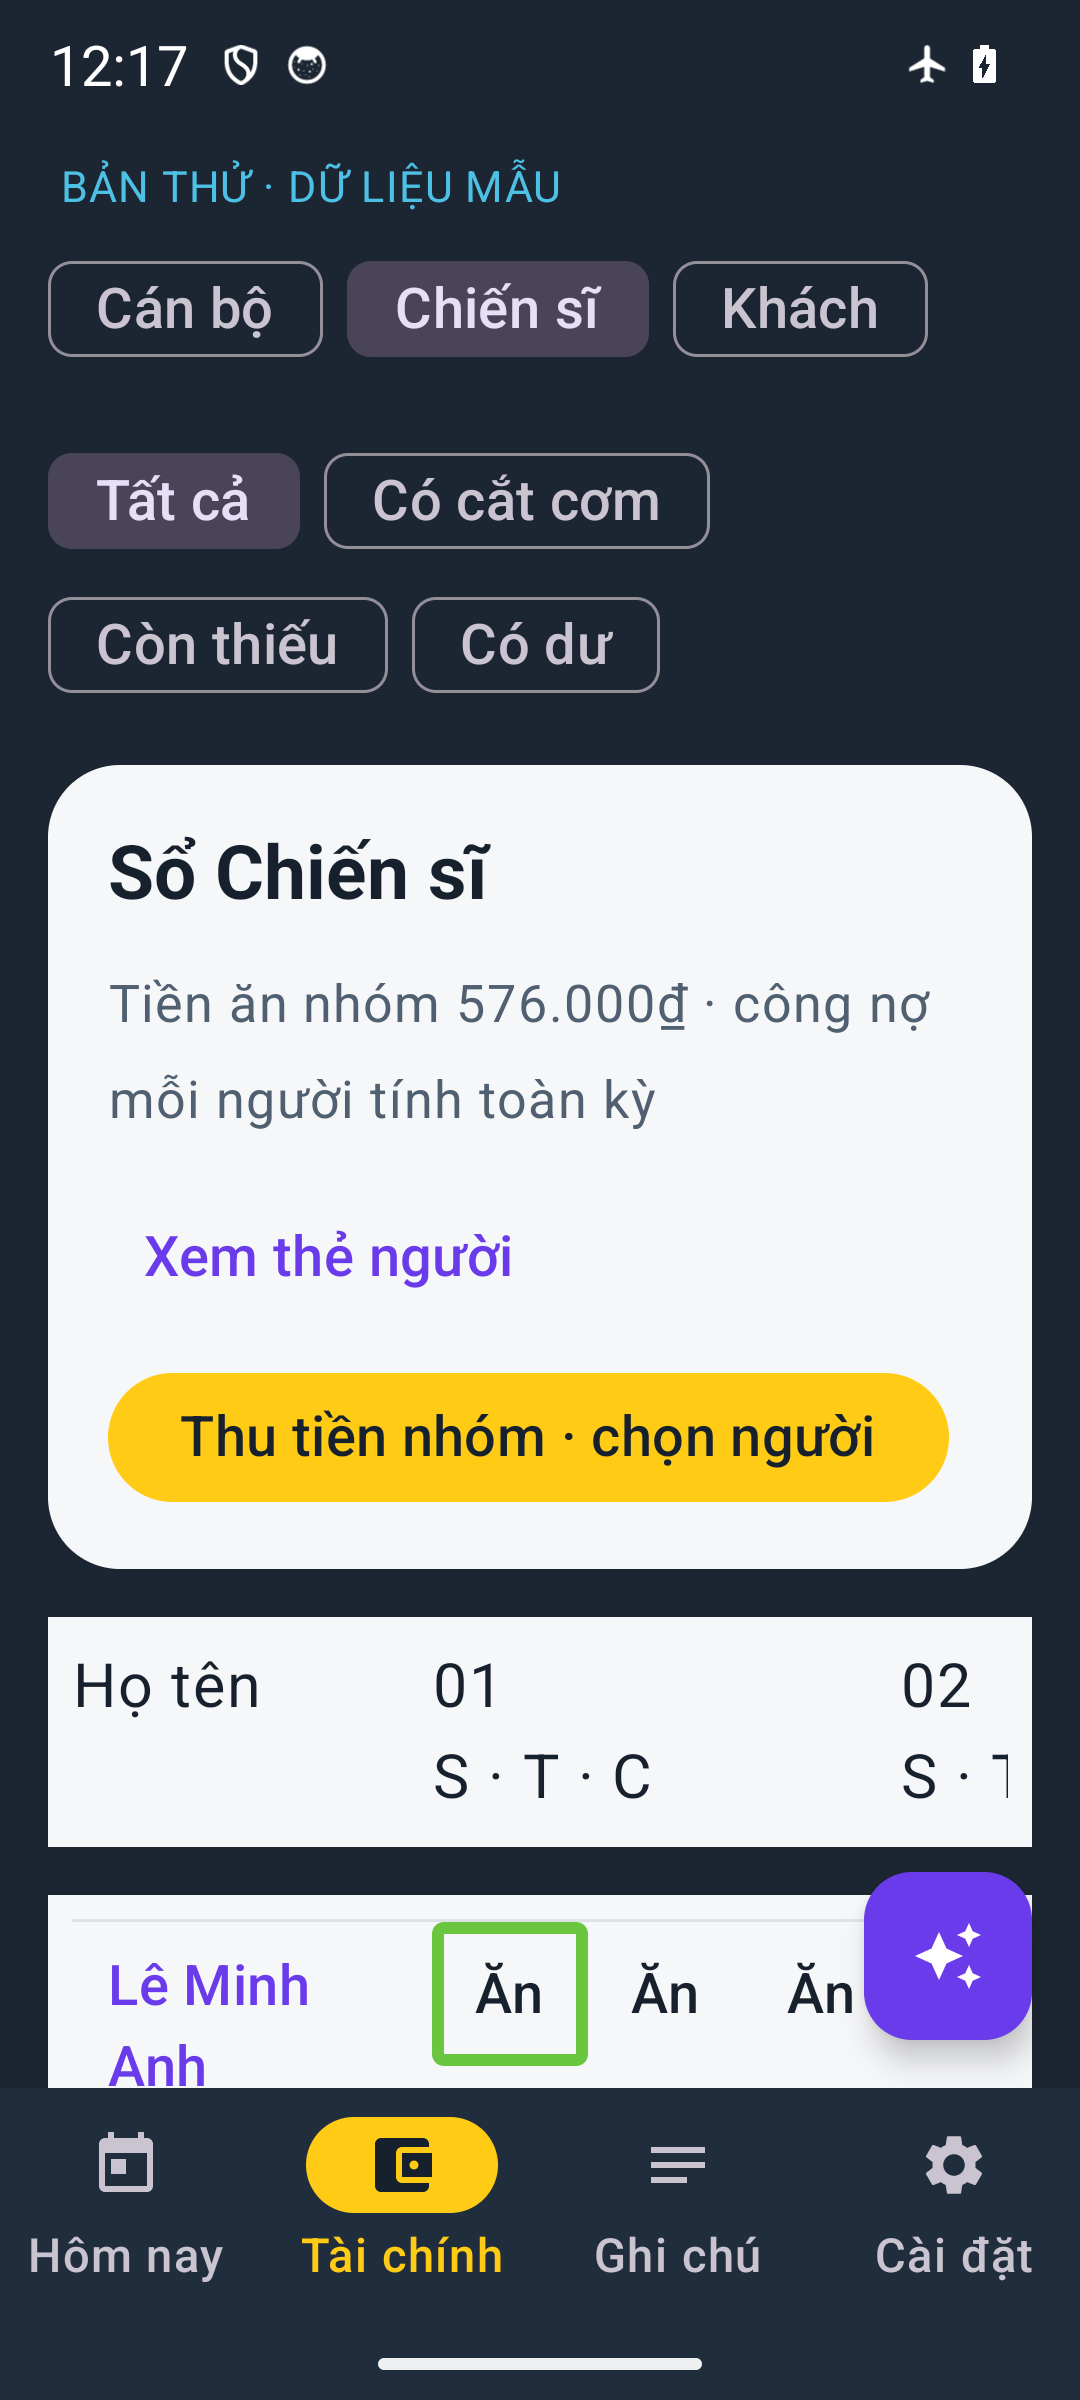 12:17
BẢN THỬ · DỮ LIỆU MẪU
Cán bộ Chiến sĩ Khách
Tất cả Có cắt cơm
Còn thiếu Có dư
Sổ Chiến sĩ
Tiền ăn nhóm 576.000₫ · công nợ
mỗi người tính toàn kỳ
Xem thẻ người
Thu tiền nhóm · chọn người
Họ tên 01 02
S · T · C S · T
Lê Minh Ăn Ăn Ăn
Anh
Hôm nay Tài chính Ghi chú Cài đặt